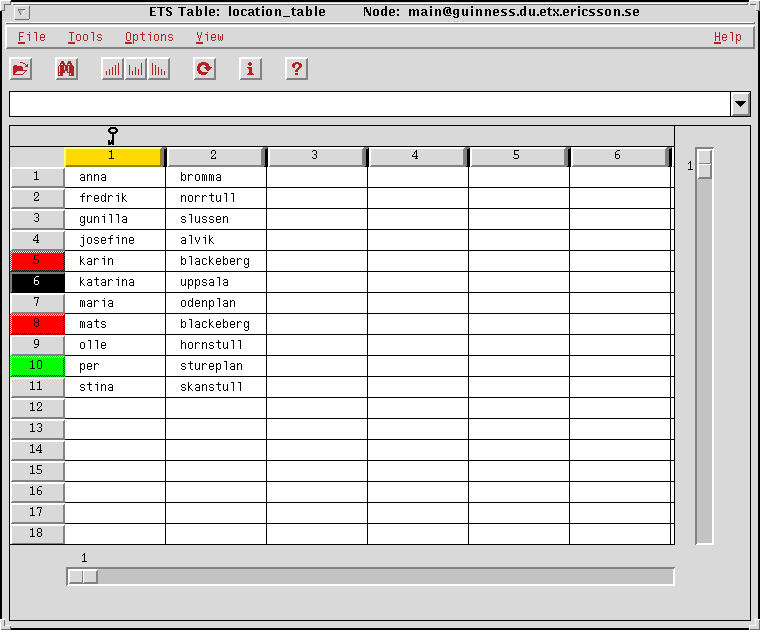 ETS Table: location_table Node: main@guinness.du.etx.ericsson.se
File Tools Options View Help
1 2 3 4 5 6
1 anna bromma
2 fredrik norrtull
3 gunilla slussen
4 josefine alvik
5 karin blackeberg
6 katarina uppsala
7 maria odenplan
8 mats blackeberg
9 olle hornstull
10 per stureplan
11 stina skanstull
12
13
14
15
16
17
18
1
1